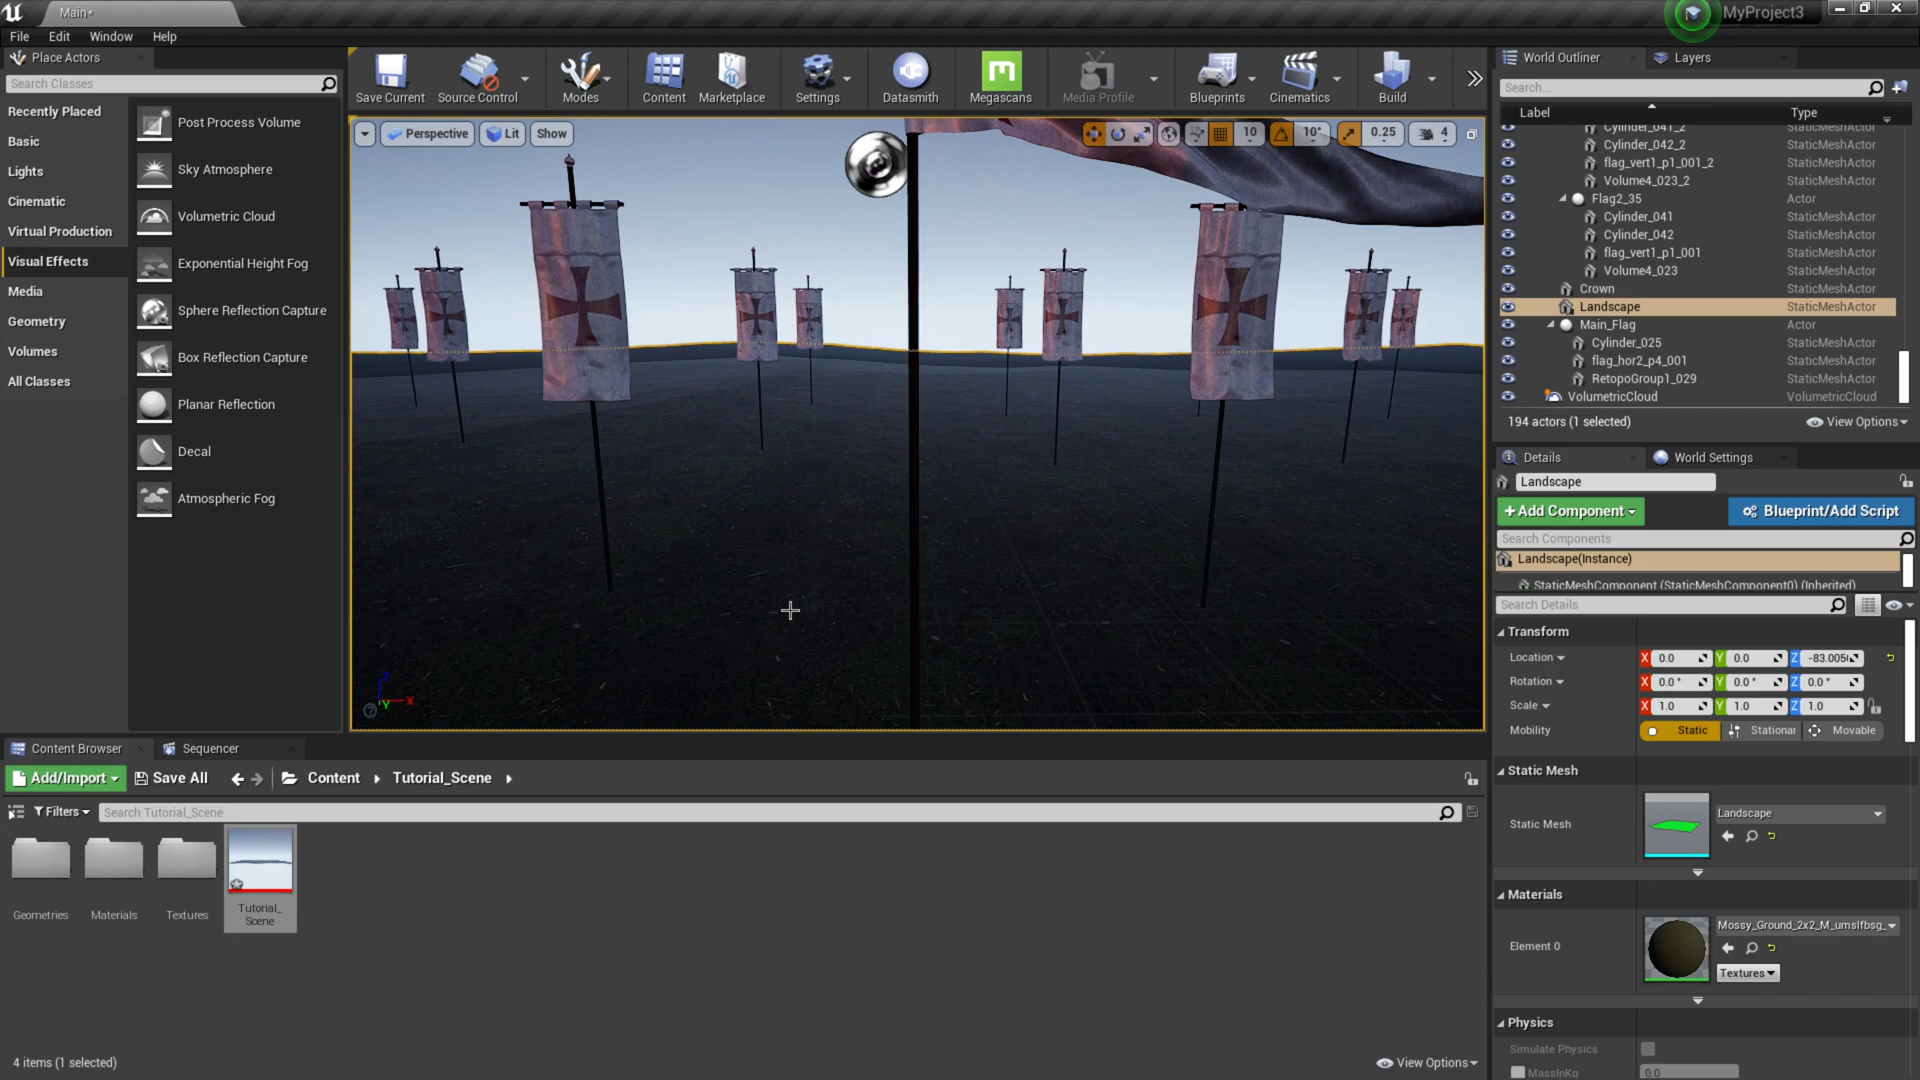 Main*
MyProject3
File Edit Window Help
Place Actors
Search Classes
Recently Placed
Basic
Lights
Cinematic
Virtual Production
Visual Effects
Media
Geometry
Volumes
All Classes
Post Process Volume
Sky Atmosphere
Volumetric Cloud
Exponential Height Fog
Sphere Reflection Capture
Box Reflection Capture
Planar Reflection
Decal
Atmospheric Fog
Save Current Source Control Modes Content Marketplace Settings Datasmith Megascans Media Profile Blueprints Cinematics Build
Perspective Lit Show 10 10° 0.25 4
Z
X
Y
World Outliner Layers
Search...
Label Type
Cylinder_041_2 StaticMeshActor
Cylinder_042_2 StaticMeshActor
flag_vert1_p1_001_2 StaticMeshActor
Volume4_023_2 StaticMeshActor
Flag2_35 Actor
Cylinder_041 StaticMeshActor
Cylinder_042 StaticMeshActor
flag_vert1_p1_001 StaticMeshActor
Volume4_023 StaticMeshActor
Crown StaticMeshActor
Landscape StaticMeshActor
Main_Flag Actor
Cylinder_025 StaticMeshActor
flag_hor2_p4_001 StaticMeshActor
RetopoGroup1_029 StaticMeshActor
VolumetricCloud VolumetricCloud
194 actors (1 selected) View Options
Details World Settings
Landscape
+Add Component Blueprint/Add Script
Search Components
Landscape(Instance)
StaticMeshComponent (StaticMeshComponent0) (Inherited)
Search Details
Transform
Location X 0.0 Y 0.0 Z -83.005
Rotation X 0.0 ° Y 0.0 ° Z 0.0 °
Scale X 1.0 Y 1.0 Z 1.0
Mobility Static Stationar Movable
Static Mesh
Static Mesh Landscape
Materials
Element 0 Mossy_Ground_2x2_M_umslfbsg_
Textures
Physics
Simulate Physics
MassInKg 0.0
Content Browser Sequencer
Add/Import Save All Content Tutorial_Scene
Filters Search Tutorial_Scene
Geometries Materials Textures Tutorial_
Scene
4 items (1 selected) View Options